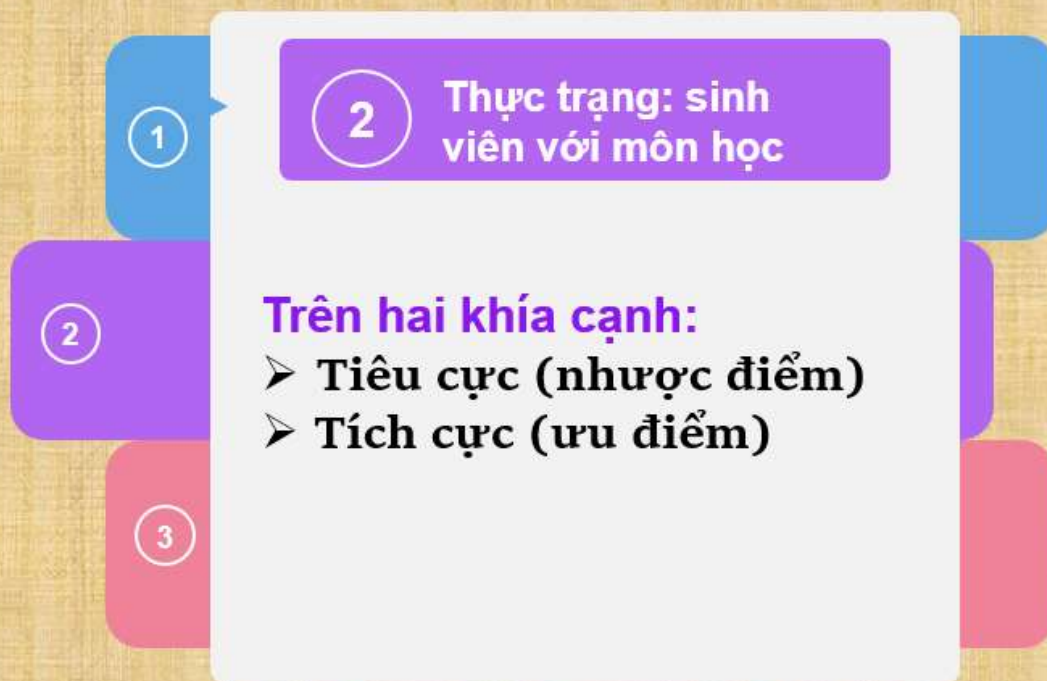 1
2
Thực trạng: sinh
viên với môn học
2
Trên hai khía cạnh:
➢ Tiêu cực (nhược điểm)
➢ Tích cực (ưu điểm)
3